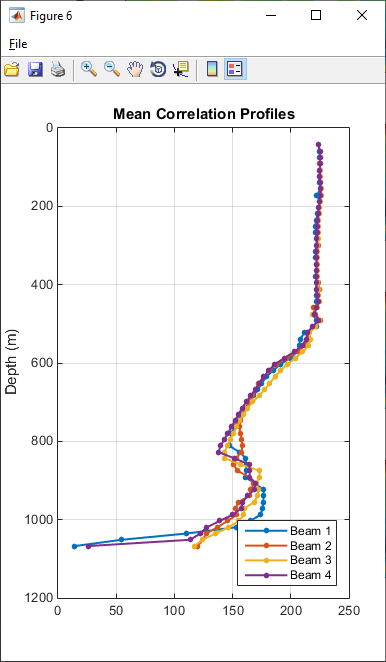 Figure 6
File
Mean Correlation Profiles
0
200
400
600
800
1000
1200
Depth (m)
0 50 100 150 200 250
Beam 1
Beam 2
Beam 3
Beam 4